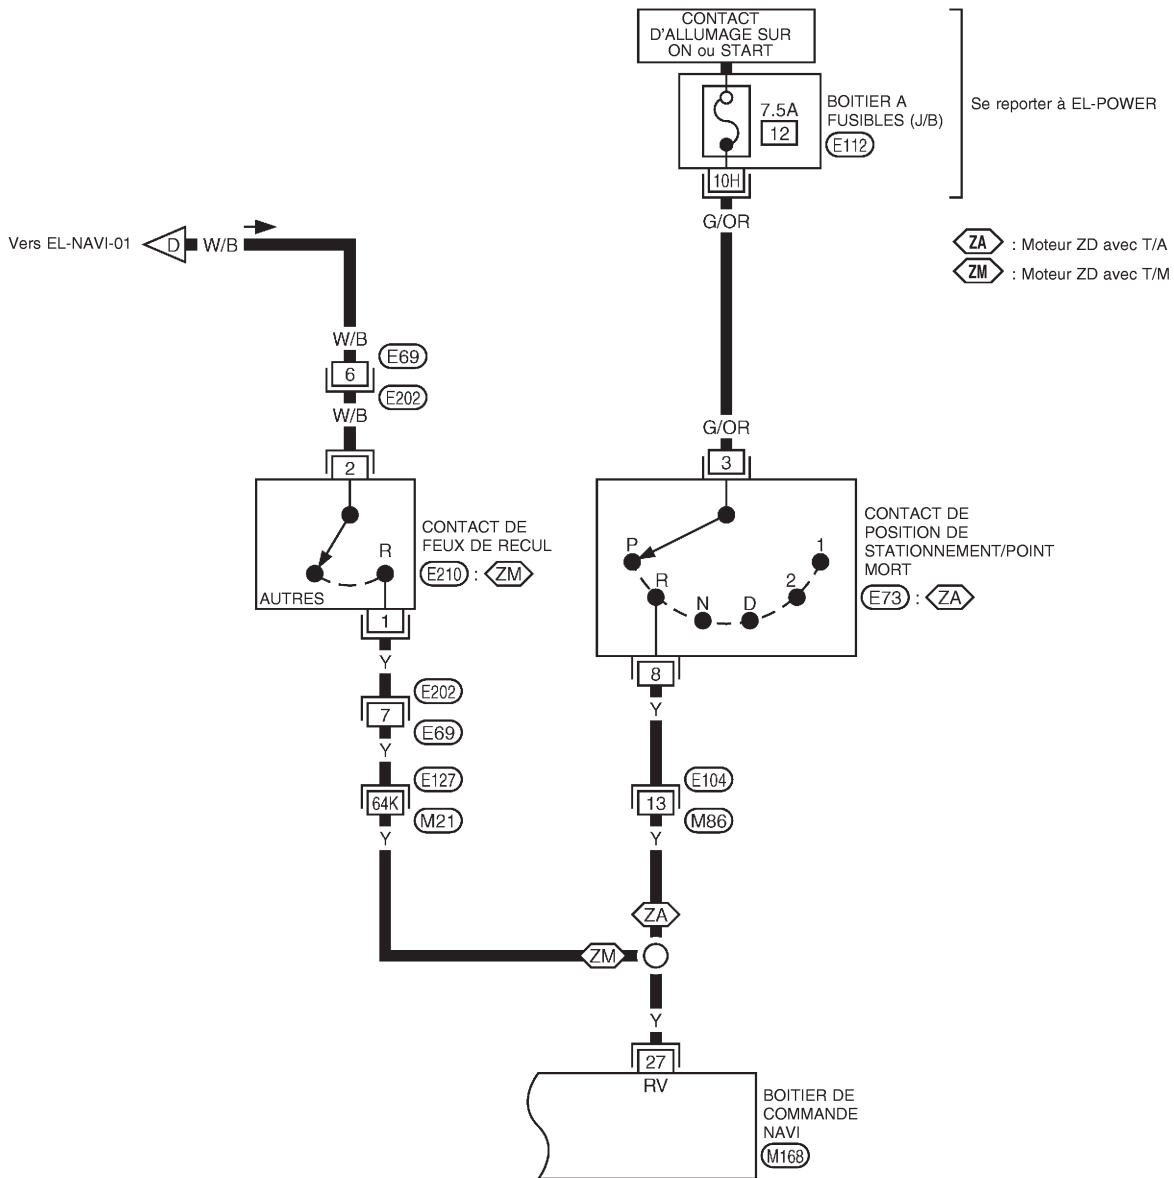 CONTACT
D'ALLUMAGE SUR
ON ou START
7.5A
12
BOITIER A
FUSIBLES (J/B)
E112
Se reporter à EL-POWER
10H
G/OR
Vers EL-NAVI-01
D
W/B
ZA : Moteur ZD avec T/A
ZM : Moteur ZD avec T/M
W/B
E69
6
E202
W/B
G/OR
2
3
CONTACT DE
FEUX DE RECUL
E210 : ZM
R
AUTRES
CONTACT DE
POSITION DE
STATIONNEMENT/POINT
MORT
E73 : ZA
P
R
N
D
2
1
1
Y
8
Y
E202
7
E69
Y
E127
64K
M21
Y
E104
13
M86
Y
ZA
ZM
Y
27
RV
BOITIER DE
COMMANDE
NAVI
M168